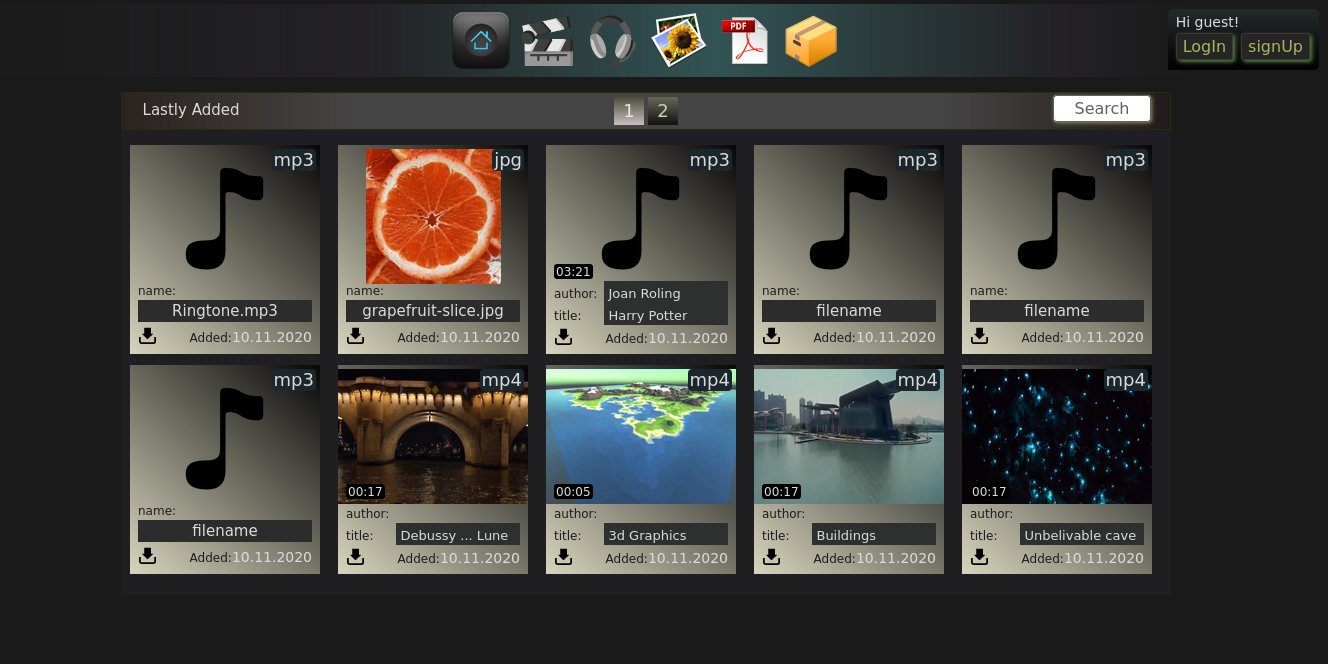 Hi guest!
LogIn signUp
PDF
Lastly Added 1 2 Search
mp3
name:
Ringtone.mp3
Added:10.11.2020
jpg
name:
grapefruit-slice.jpg
Added:10.11.2020
mp3
03:21
author: Joan Roling
title: Harry Potter
Added:10.11.2020
mp3
name:
filename
Added:10.11.2020
mp3
name:
filename
Added:10.11.2020
mp3
name:
filename
Added:10.11.2020
mp4
00:17
author:
title: Debussy ... Lune
Added:10.11.2020
mp4
00:05
author:
title: 3d Graphics
Added:10.11.2020
mp4
00:17
author:
title: Buildings
Added:10.11.2020
mp4
00:17
author:
title: Unbelivable cave
Added:10.11.2020